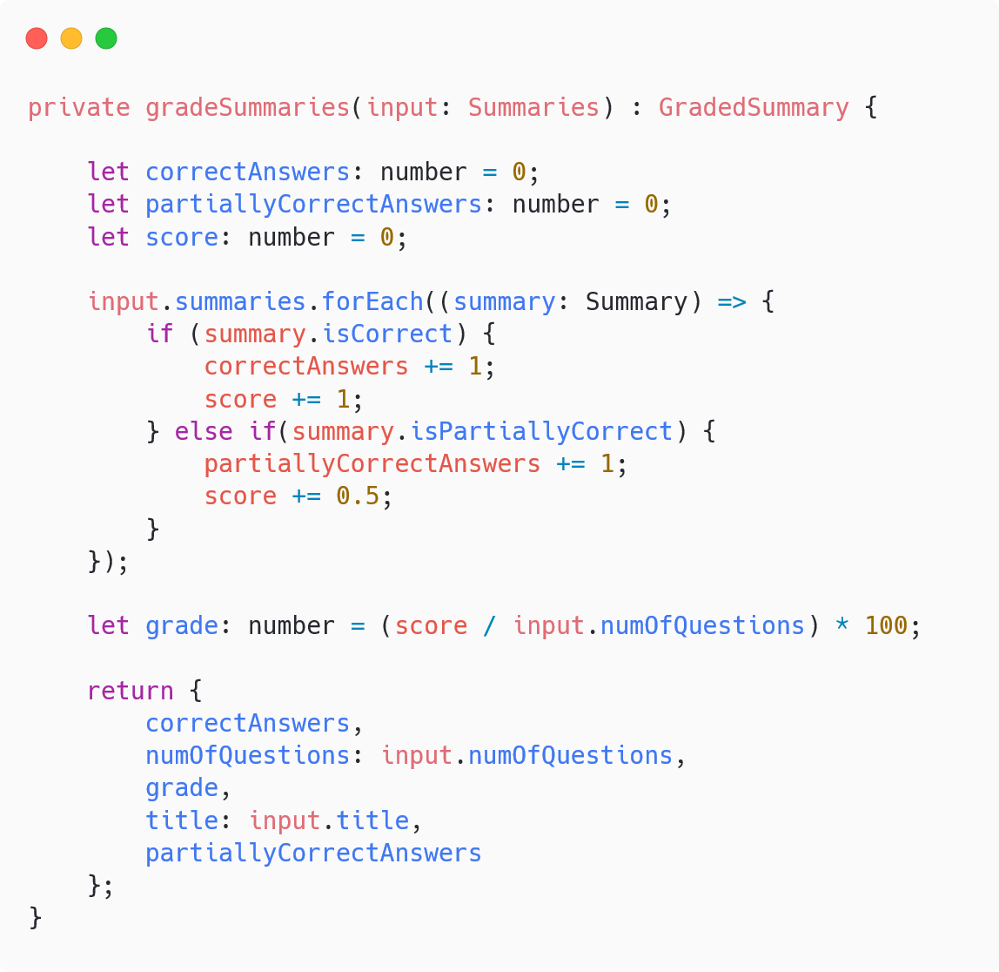 private gradeSummaries(input: Summaries) : GradedSummary {

    let correctAnswers: number = 0;
    let partiallyCorrectAnswers: number = 0;
    let score: number = 0;

    input.summaries.forEach((summary: Summary) => {
        if (summary.isCorrect) {
            correctAnswers += 1;
            score += 1;
        } else if(summary.isPartiallyCorrect) {
            partiallyCorrectAnswers += 1;
            score += 0.5;
        }
    });

    let grade: number = (score / input.numOfQuestions) * 100;

    return {
        correctAnswers,
        numOfQuestions: input.numOfQuestions,
        grade,
        title: input.title,
        partiallyCorrectAnswers
    };
}